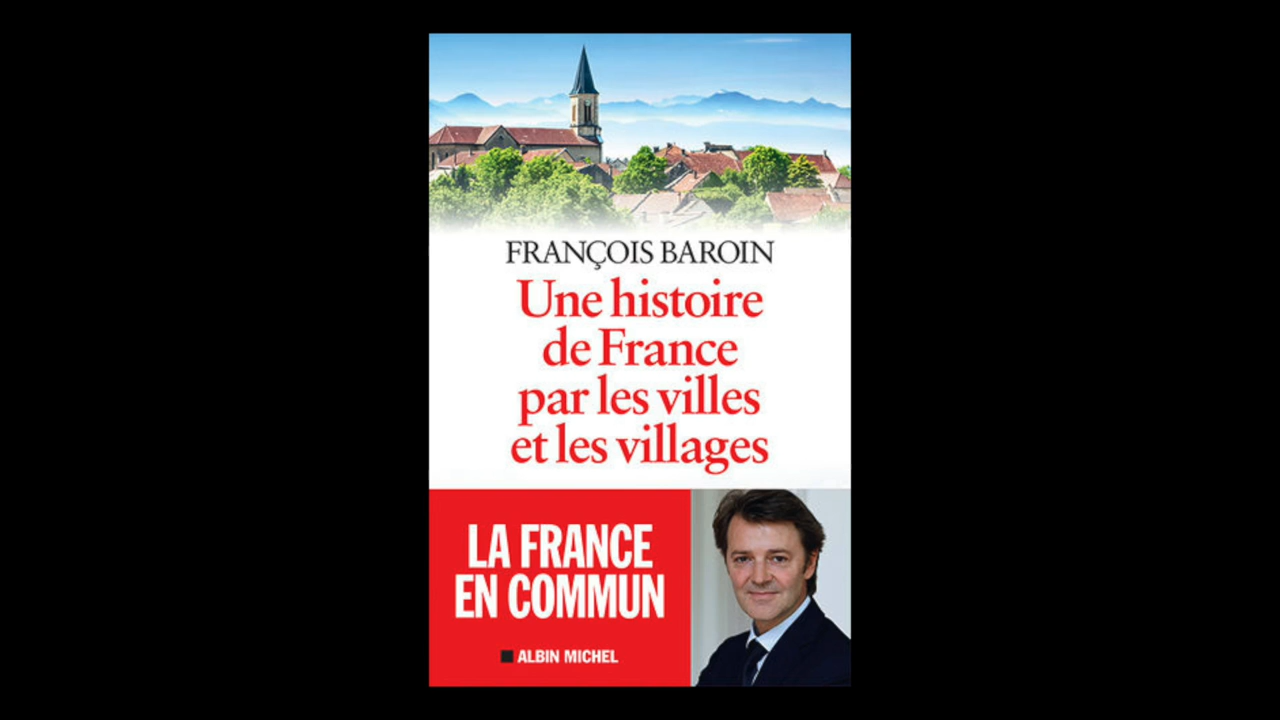 FRANÇOIS BAROIN
Une histoire
de France
par les villes
et les villages
LA FRANCE
EN COMMUN
ALBIN MICHEL